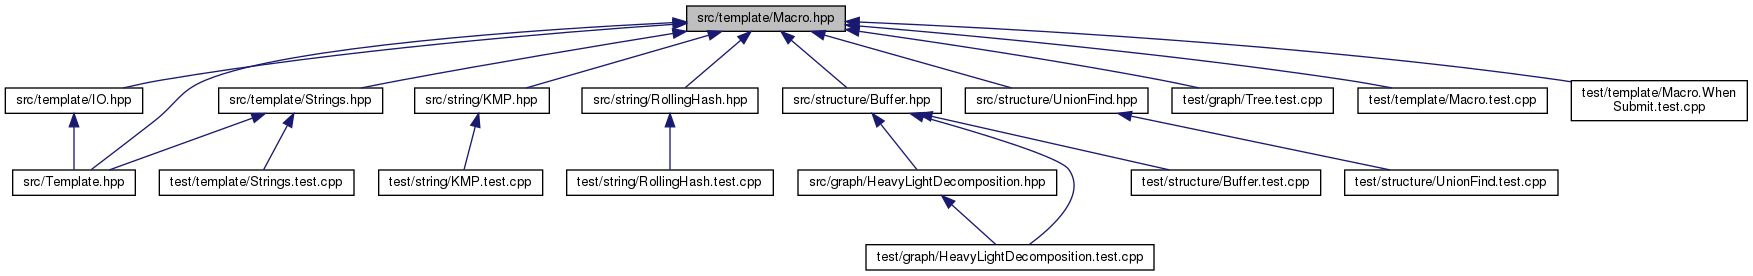 src/template/Macro.hpp
src/template/IO.hpp
src/template/Strings.hpp
src/string/KMP.hpp
src/string/RollingHash.hpp
src/structure/Buffer.hpp
src/structure/UnionFind.hpp
test/graph/Tree.test.cpp
test/template/Macro.test.cpp
test/template/Macro.When
Submit.test.cpp
src/Template.hpp
test/template/Strings.test.cpp
test/string/KMP.test.cpp
test/string/RollingHash.test.cpp
src/graph/HeavyLightDecomposition.hpp
test/structure/Buffer.test.cpp
test/structure/UnionFind.test.cpp
test/graph/HeavyLightDecomposition.test.cpp